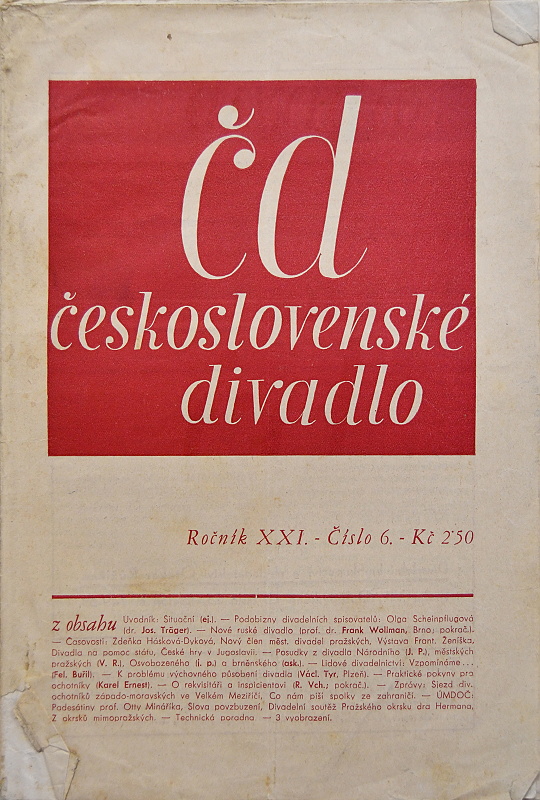 čd
československé
divadlo
Ročník XXI. - Číslo 6. - Kč 2˙50
z obsahu Úvodník: Situační (ej.). — Podobizny divadelních spisovatelů: Olga Scheinpflugová
(dr. Jos. Träger). — Nové ruské divadlo (prof. dr. Frank Wollman, Brno; pokrač.).
— Časovosti: Zdeňka Hásková-Dyková, Nový člen měst. divadel pražských, Výstava Frant. Zeníška,
Divadla na pomoc státu, České hry v Jugoslavii. — Posudky z divadla Národního (J. P.), městských
pražských (V. R.), Osvobozeného (i. p.) a brněnského (ask.). — Lidové divadelnictví: Vzpomínáme...
(Fel. Buřil). — K problému výchovného působení divadla (Václ. Tyr, Plzeň). — Praktické pokyny pro
ochotníky (Karel Ernest). — O rekvisitáři a inspicientovi (R. Vch.; pokrač.). — Zprávy: Sjezd div.
ochotníků západo-moravských ve Velkém Meziříčí, Co nám píší spolky ze zahraničí. — ÚMDOČ:
Padesátiny prof. Otty Mináříka, Slova povzbuzení, Divadelní soutěž Pražského okrsku dra Hermana,
Z okrsků mimopražských. — Technická poradna — 3 vyobrazení.